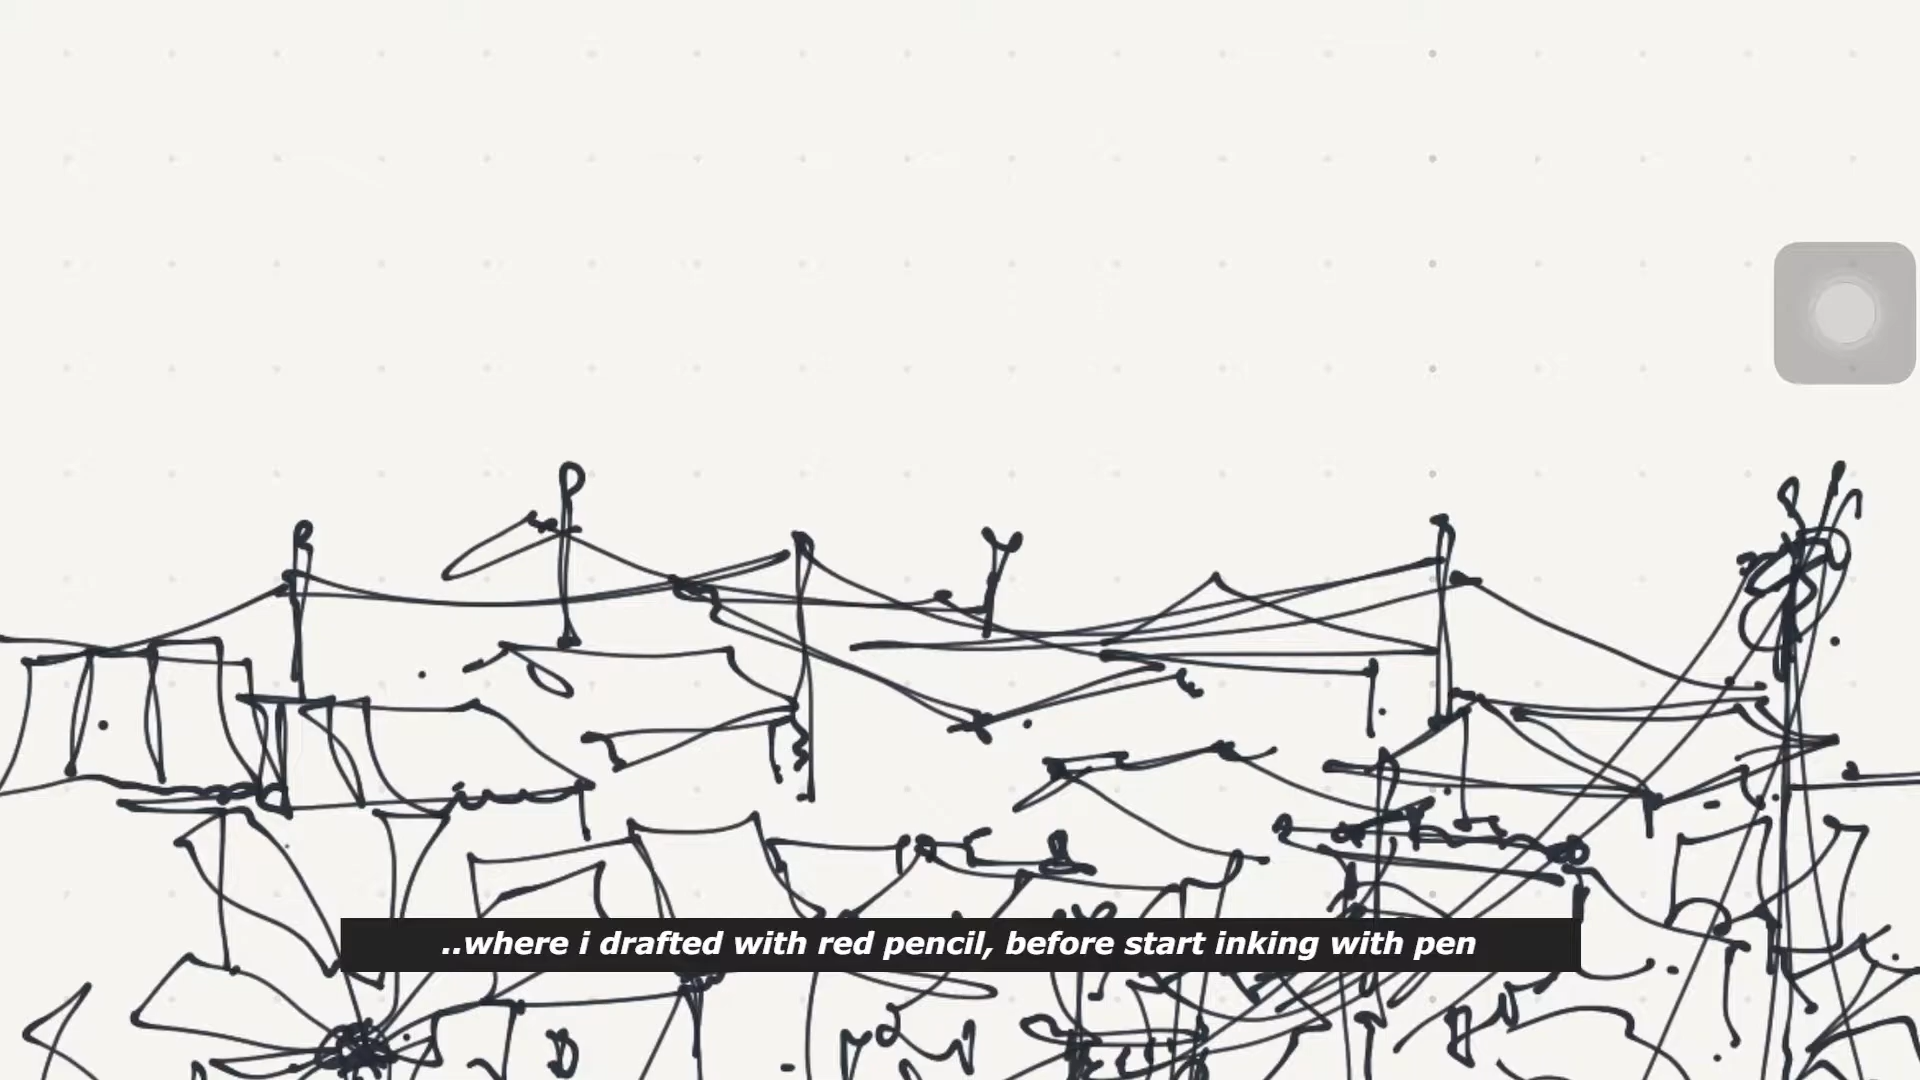 ..where i drafted with red pencil, before start inking with pen